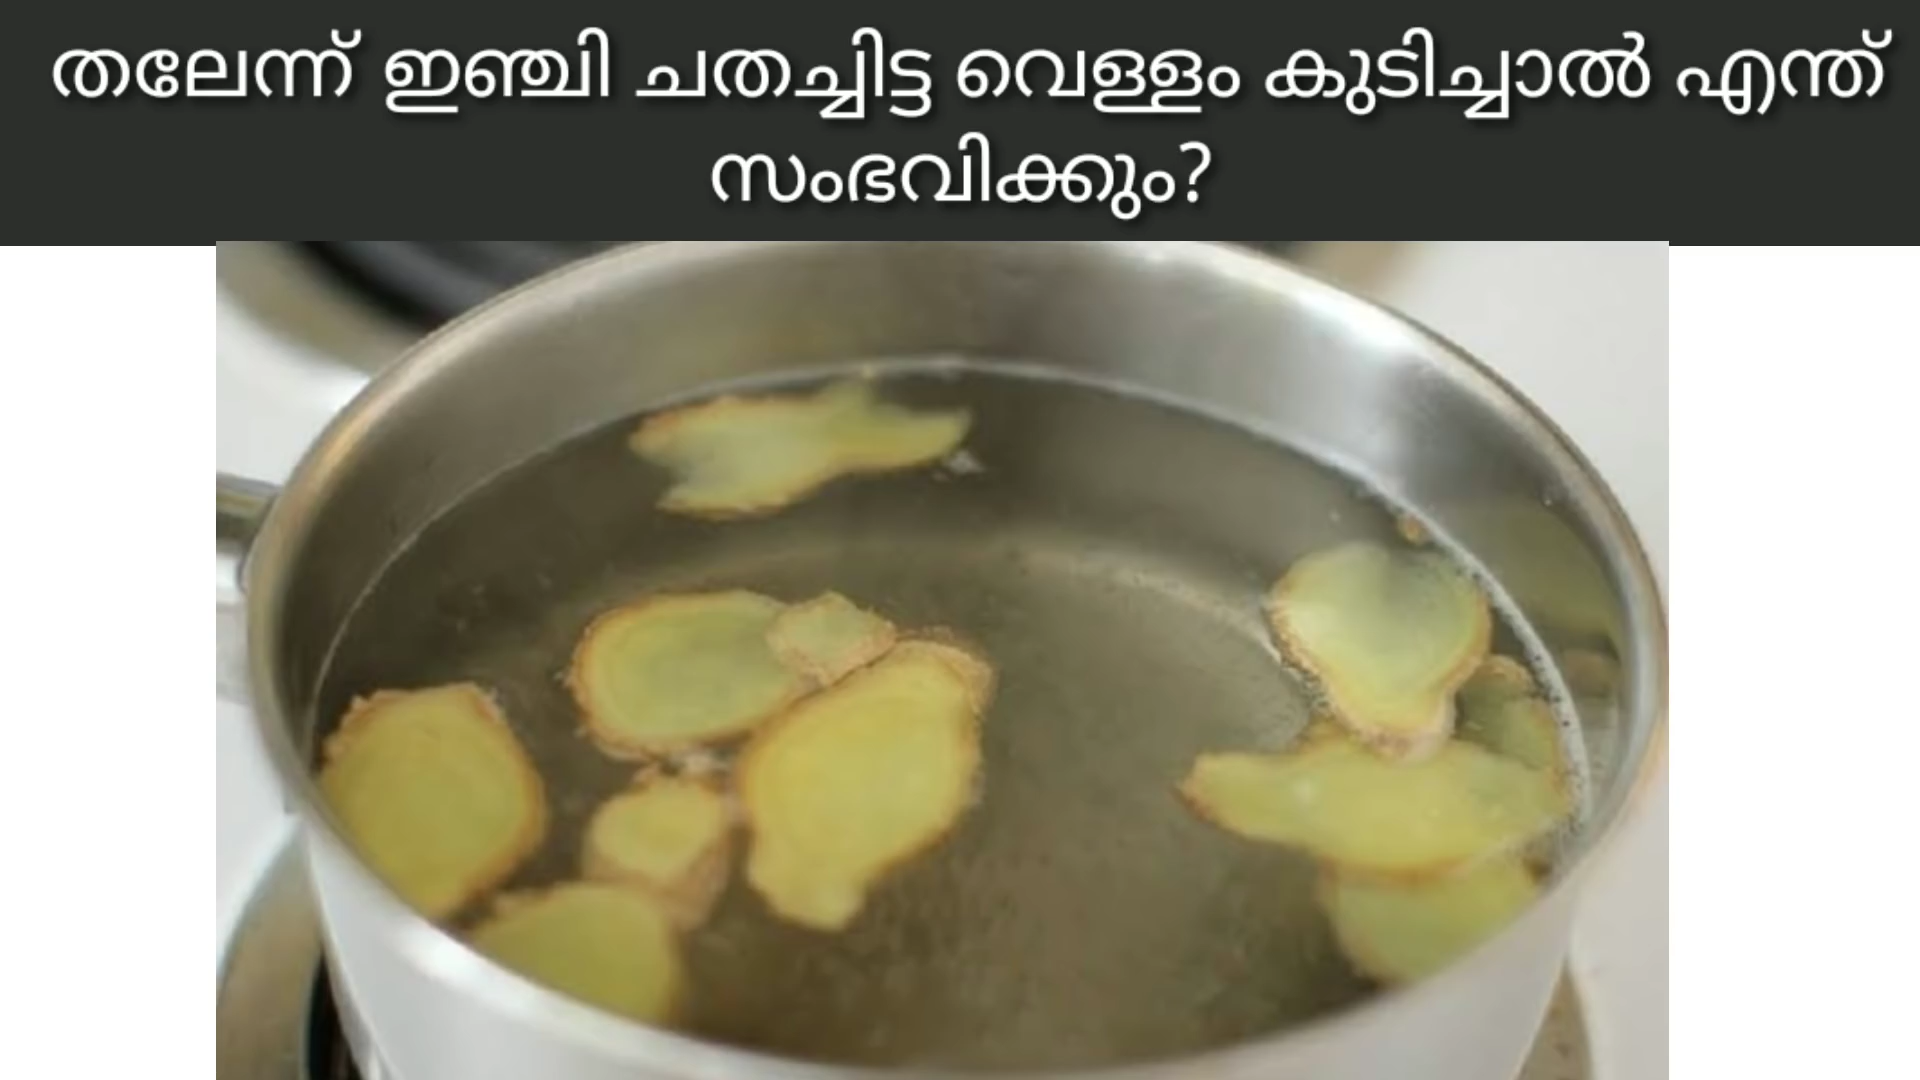 തലേന്ന് ഇഞ്ചി ചതച്ചിട്ട വെള്ളം കുടിച്ചാൽ എന്ത്
സംഭവിക്കും?